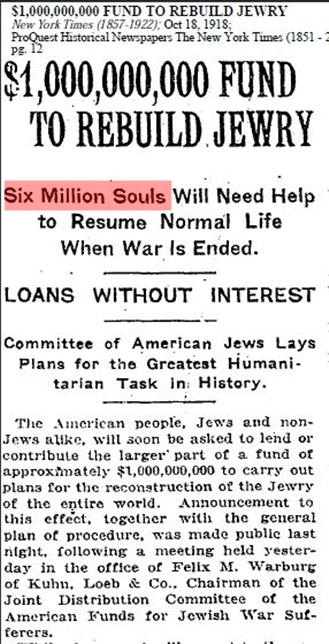 $1,000,000,000 FUND TO REBUILD JEWRY
New York Times (1857-1922); Oct 18, 1918;
ProQuest Historical Newspapers The New York Times (1851 - 2
pg. 12
$1,000,000,000 FUND
TO REBUILD JEWRY
Six Million Souls Will Need Help
to Resume Normal Life
When War Is Ended.
LOANS WITHOUT INTEREST
Committee of American Jews Lays
Plans for the Greatest Humani-
tarian Task in History.
The American people, Jews and non-
Jews alike, will soon be asked to lend or
contribute the larger part of a fund of
approximately $1,000,000,000 to carry out
plans for the reconstruction of the Jewry
of the entire world. Announcement to
this effect, together with the general
plan of procedure, was made public last
night, following a meeting held yester-
day in the office of Felix M. Warburg
of Kuhn, Loeb & Co., Chairman of the
Joint Distribution Committee of the
American Funds for Jewish War Suf-
ferers.